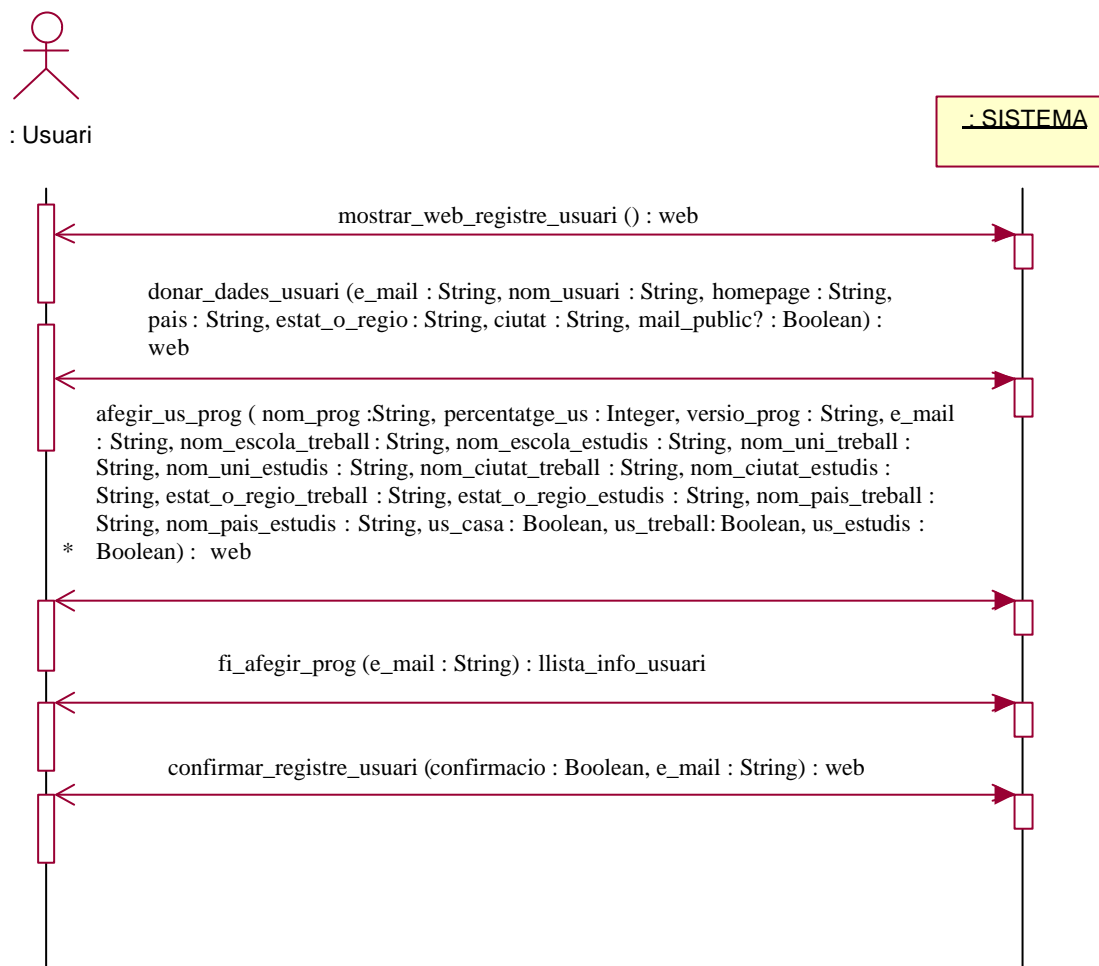 : Usuari
: SISTEMA
mostrar_web_registre_usuari () : web
donar_dades_usuari (e_mail : String, nom_usuari : String, homepage : String,
pais : String, estat_o_regio : String, ciutat : String, mail_public? : Boolean) :
web
afegir_us_prog ( nom_prog :String, percentatge_us : Integer, versio_prog : String, e_mail
: String, nom_escola_treball : String, nom_escola_estudis : String, nom_uni_treball :
String, nom_uni_estudis : String, nom_ciutat_treball : String, nom_ciutat_estudis :
String, estat_o_regio_treball : String, estat_o_regio_estudis : String, nom_pais_treball :
String, nom_pais_estudis : String, us_casa : Boolean, us_treball: Boolean, us_estudis :
* Boolean) : web
fi_afegir_prog (e_mail : String) : llista_info_usuari
confirmar_registre_usuari (confirmacio : Boolean, e_mail : String) : web